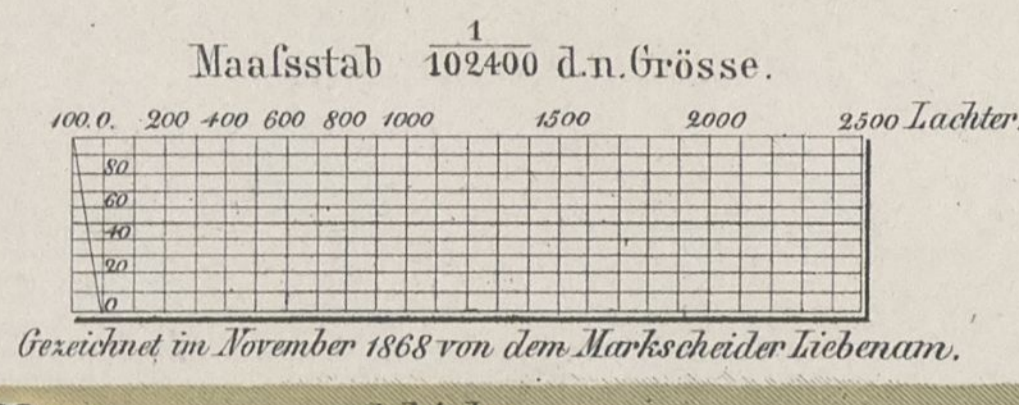 Maaſsstab 1/102400 d.n.Grösse.
100. 0. 200 400 600 800 1000 1500 2000 2500 Lachter.
80
60
40
20
0
Gezeichnet im November 1868 von dem Markscheider Liebenam.